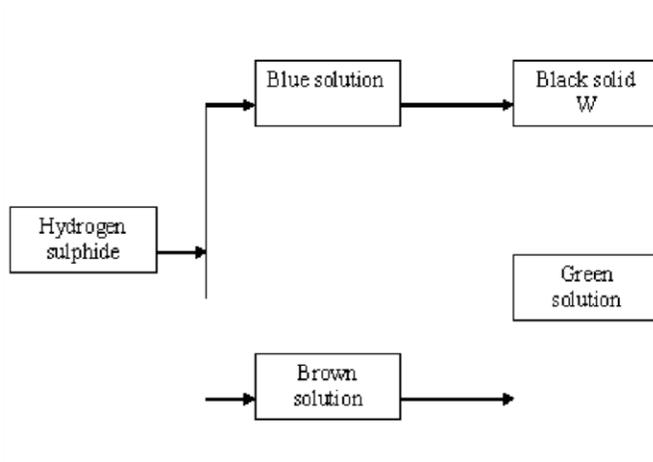 Blue solution
Black solid
W
Hydrogen
sulphide
Green
solution
Brown
solution